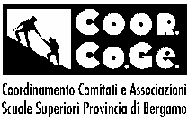 COOR.
CO.GE.
Coordinamento Comitati e Associazioni
Scuole Superiori Provincia di Bergamo